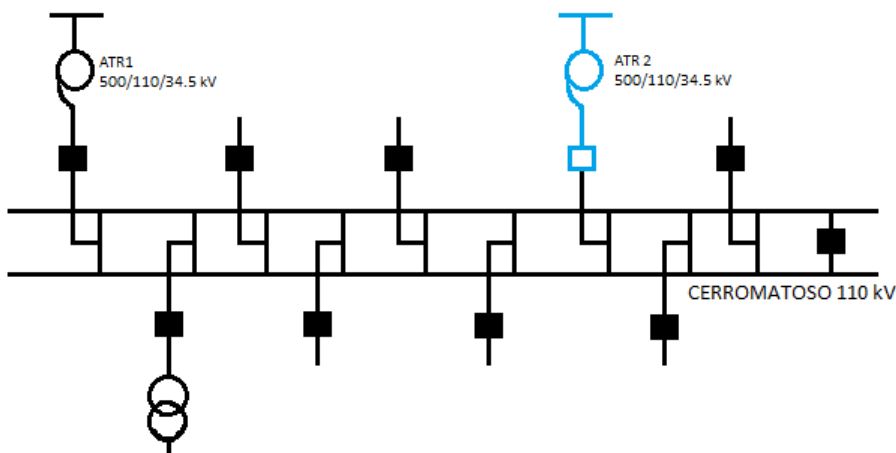 ATR1
500/110/34.5 kV
ATR 2
500/110/34.5 kV
CERROMATOSO 110 kV